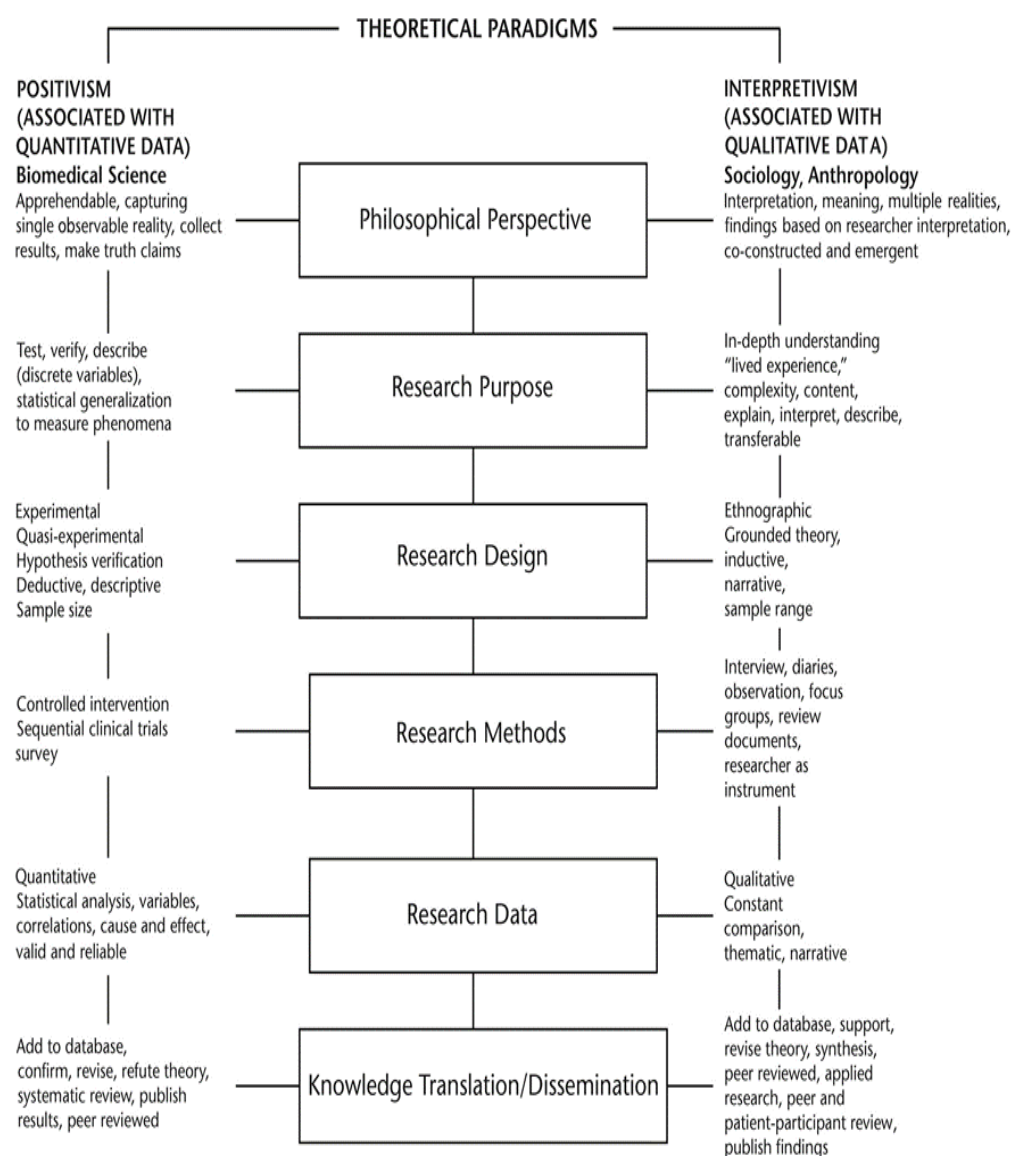 THEORETICAL PARADIGMS
POSITIVISM
(ASSOCIATED WITH
QUANTITATIVE DATA)
Biomedical Science
Apprehendable, capturing
single observable reality, collect
results, make truth claims
Philosophical Perspective
INTERPRETIVISM
(ASSOCIATED WITH
QUALITATIVE DATA)
Sociology, Anthropology
Interpretation, meaning, multiple realities,
findings based on researcher interpretation,
co-constructed and emergent
Test, verify, describe
(discrete variables),
statistical generalization
to measure phenomena
Research Purpose
In-depth understanding
“lived experience,”
complexity, content,
explain, interpret, describe,
transferable
Experimental
Quasi-experimental
Hypothesis verification
Deductive, descriptive
Sample size
Research Design
Ethnographic
Grounded theory,
inductive,
narrative,
sample range
Controlled intervention
Sequential clinical trials
survey
Research Methods
Interview, diaries,
observation, focus
groups, review
documents,
researcher as
instrument
Quantitative
Statistical analysis, variables,
correlations, cause and effect,
valid and reliable
Research Data
Qualitative
Constant
comparison,
thematic, narrative
Add to database,
confirm, revise, refute theory,
systematic review, publish
results, peer reviewed
Knowledge Translation/Dissemination
Add to database, support,
revise theory, synthesis,
peer reviewed, applied
research, peer and
patient-participant review,
publish findings